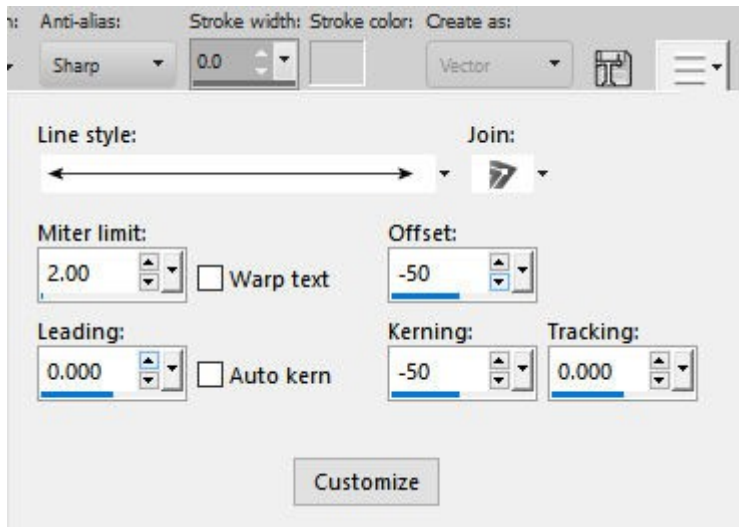 n: Anti-alias: Stroke width: Stroke color: Create as:
Sharp 0.0 Vector
Line style: Join:
Miter limit: Offset:
2.00 Warp text -50
Leading: Kerning: Tracking:
0.000 Auto kern -50 0.000
Customize